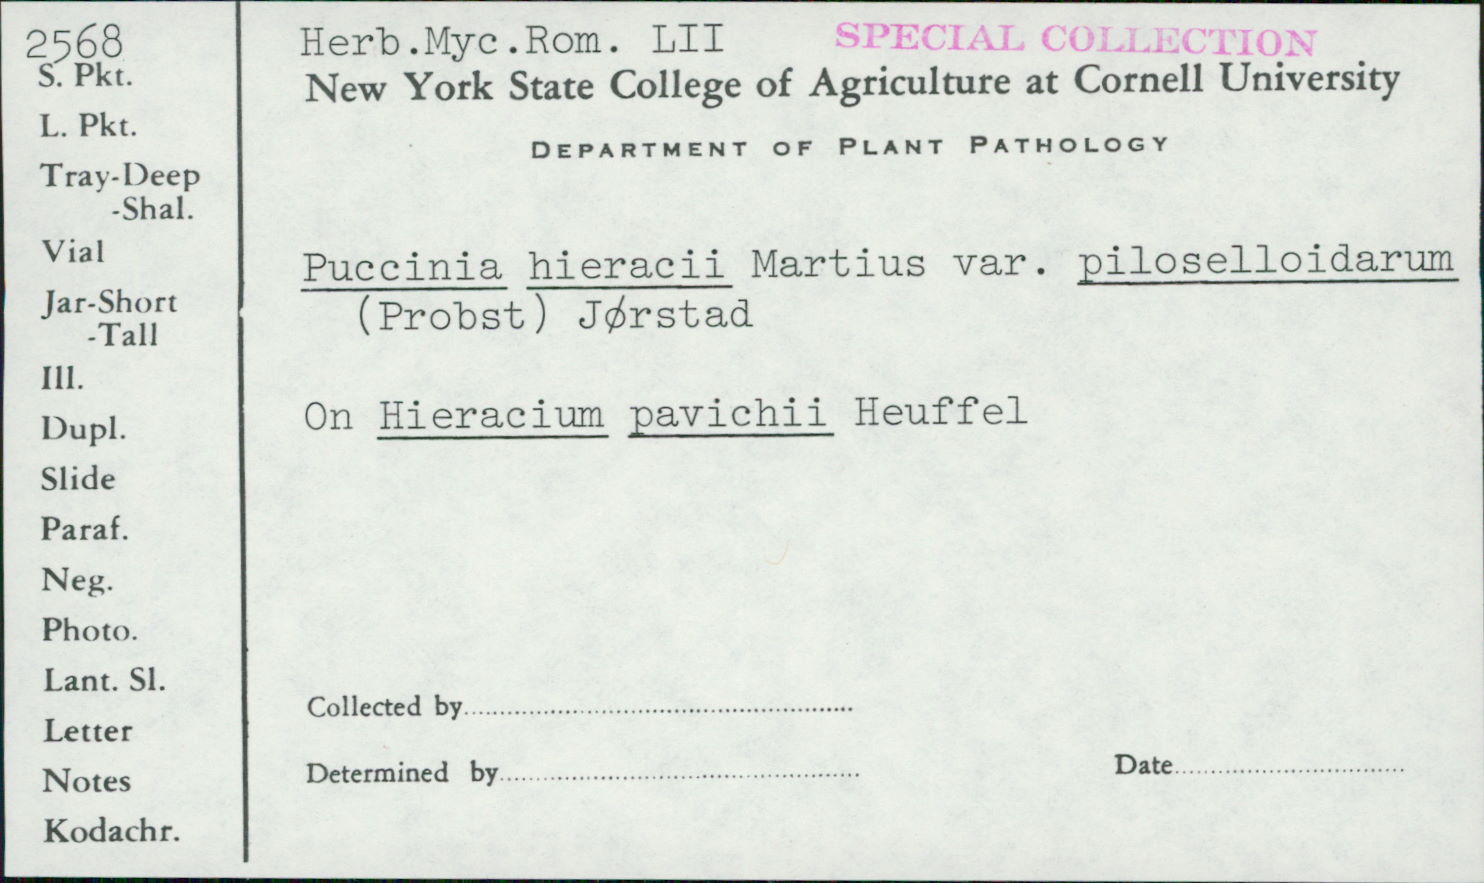 2568
S. Pkt.
L. Pkt.
Tray-Deep
-Shal.
Vial
Jar-Short
-Tall
Ill.
Dupl.
Slide
Paraf.
Neg.
Photo.
Lant. Sl.
Letter
Notes
Kodachr.
Herb.Myc.Rom. LII SPECIAL COLLECTION
New York State College of Agriculture at Cornell University
DEPARTMENT OF PLANT PATHOLOGY
Puccinia hieracii Martius var. piloselloidarum
(Probst) Jørstad
On Hieracium pavichii Heuffel
Collected by
Determined by
Date